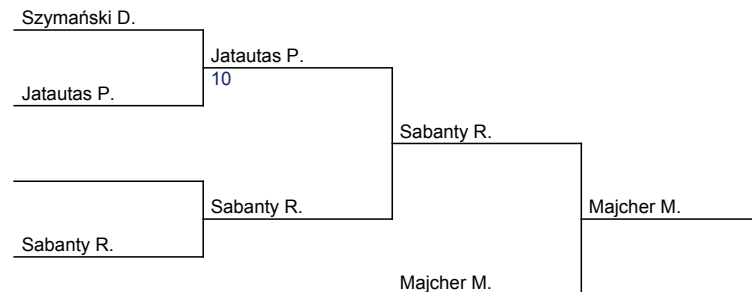 Szymański D.
Jatautas P.
10
Jatautas P.
Sabanty R.
Sabanty R.
Majcher M.
Sabanty R.
Majcher M.